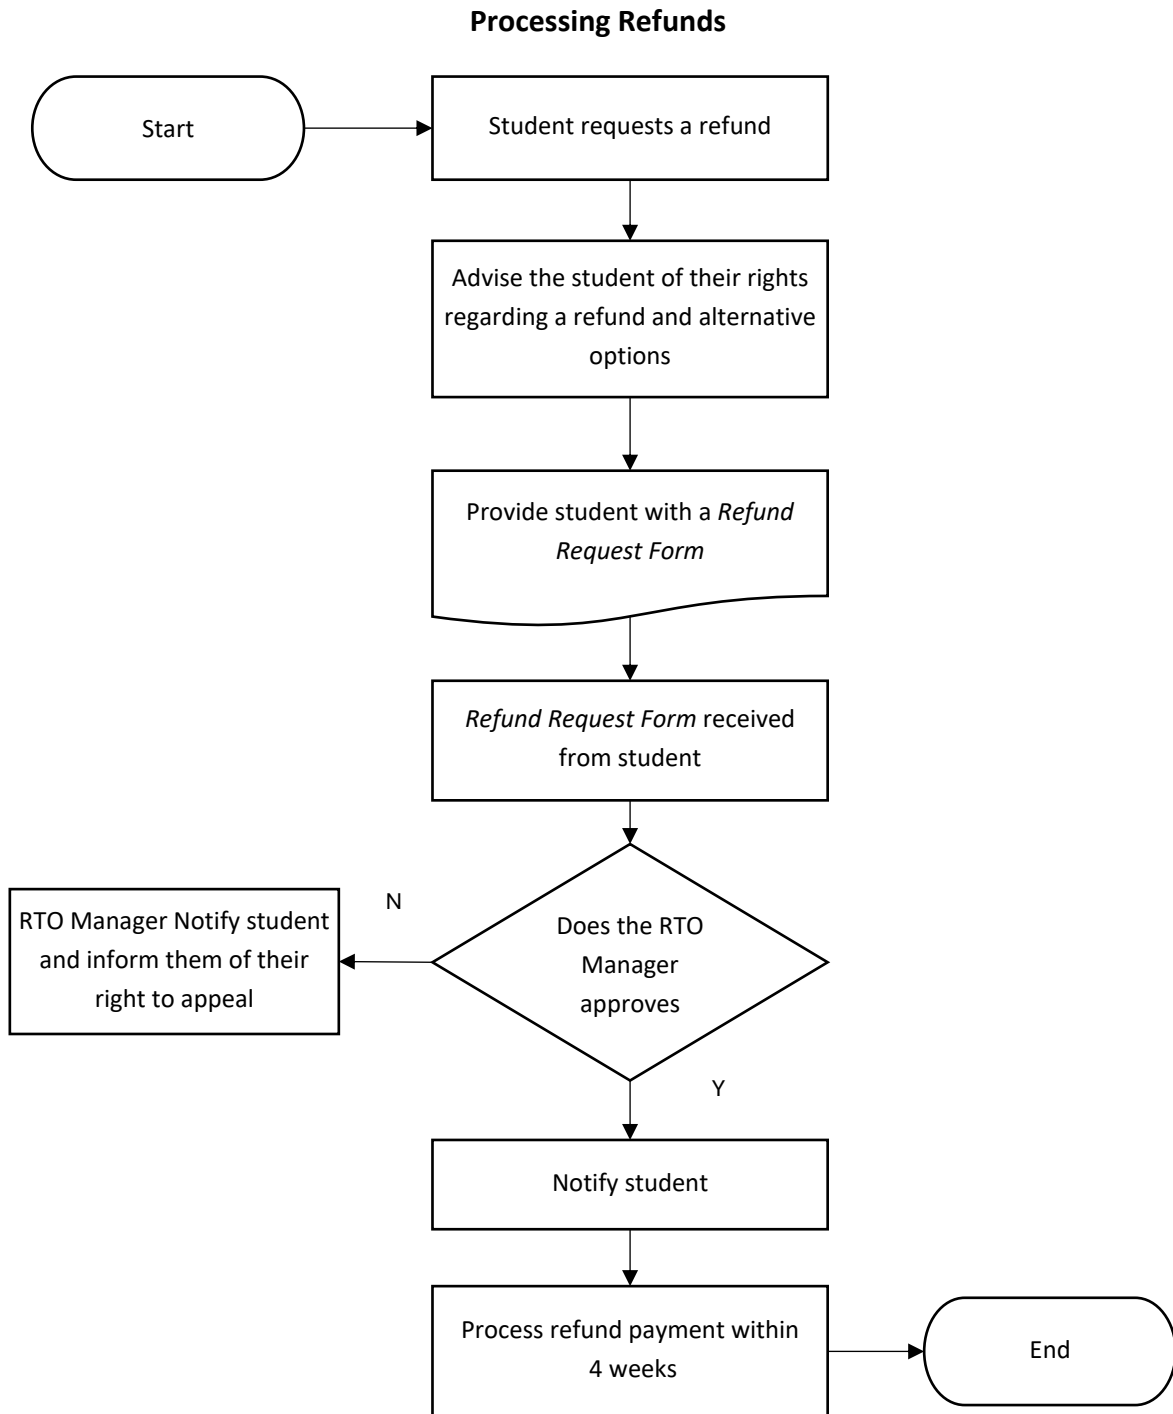 Processing Refunds
Start
Student requests a refund
Advise the student of their rights
regarding a refund and alternative
options
Provide student with a Refund
Request Form
Refund Request Form received
from student
N
RTO Manager Notify student
and inform them of their
right to appeal
Does the RTO
Manager
approves
Y
Notify student
Process refund payment within
4 weeks
End